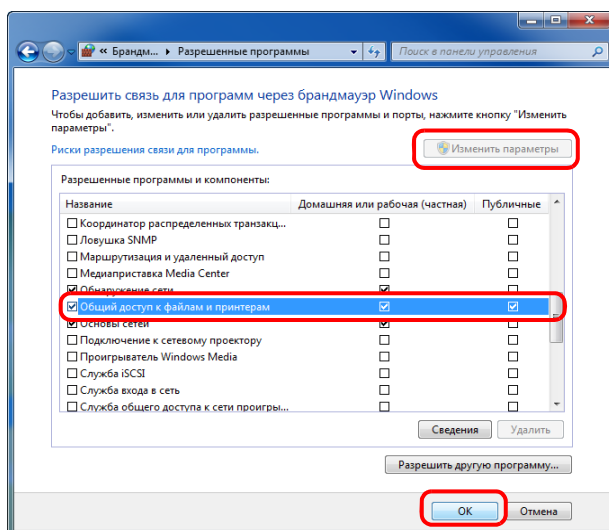 « Брандм... ▸ Разрешенные программы
Поиск в панели управления
Разрешить связь для программ через брандмауэр Windows
Чтобы добавить, изменить или удалить разрешенные программы и порты, нажмите кнопку "Изменить
параметры".
Риски разрешения связи для программы.
Изменить параметры
Разрешенные программы и компоненты:
Название Домашняя или рабочая (частная) Публичные
Координатор распределенных транзакц...
Ловушка SNMP
Маршрутизация и удаленный доступ
Медиаприставка Media Center
Обнаружение сети
Общий доступ к файлам и принтерам
Основы сетей
Подключение к сетевому проектору
Проигрыватель Windows Media
Служба iSCSI
Служба входа в сеть
Служба общего доступа к сети проигры...
Сведения Удалить
Разрешить другую программу...
ОК Отмена